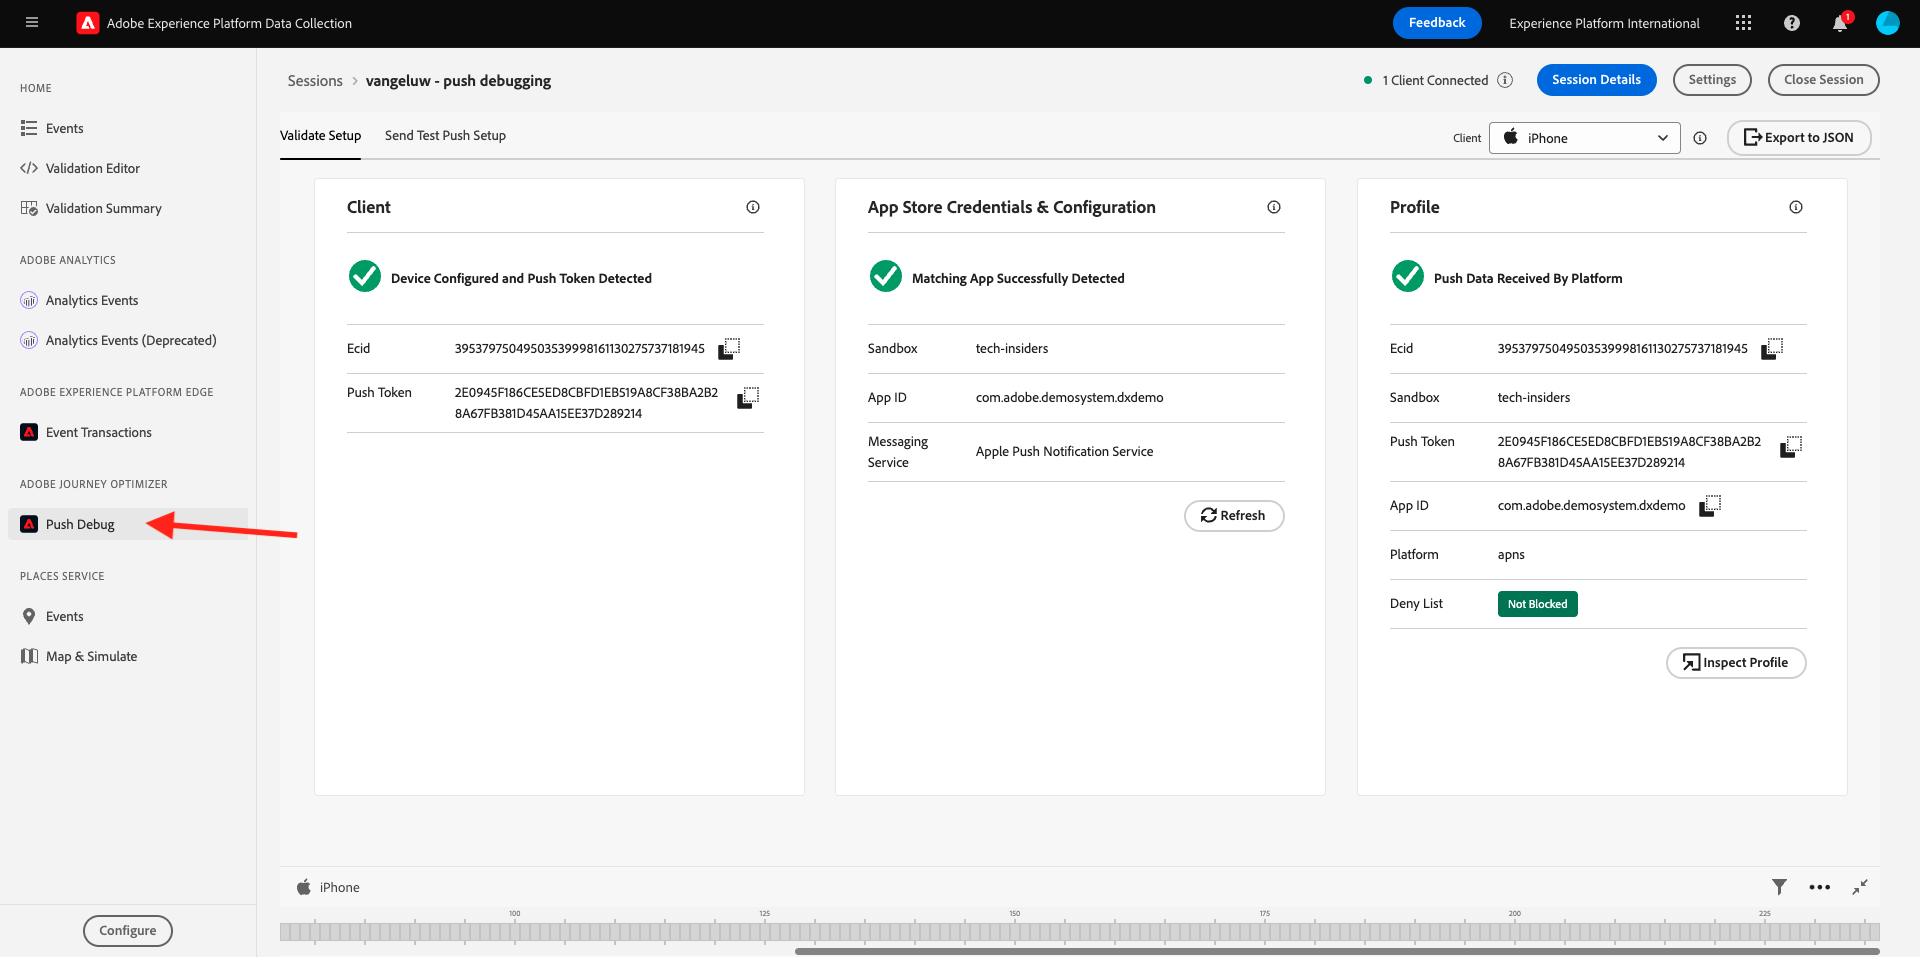 Adobe Experience Platform Data Collection
Feedback
Experience Platform International
1
HOME
Events
Validation Editor
Validation Summary
ADOBE ANALYTICS
Analytics Events
Analytics Events (Deprecated)
ADOBE EXPERIENCE PLATFORM EDGE
Event Transactions
ADOBE JOURNEY OPTIMIZER
Push Debug
PLACES SERVICE
Events
Map & Simulate
Configure
Sessions > vangeluw - push debugging
1 Client Connected
Session Details
Settings
Close Session
Validate Setup
Send Test Push Setup
Client
iPhone
Export to JSON
Client
Device Configured and Push Token Detected
Ecid 39537975049503539998161130275737181945
Push Token 2E0945F186CE5ED8CBFD1EB519A8CF38BA2B2
8A67FB381D45AA15EE37D289214
App Store Credentials & Configuration
Matching App Successfully Detected
Sandbox tech-insiders
App ID com.adobe.demosystem.dxdemo
Messaging
Service
Apple Push Notification Service
Refresh
Profile
Push Data Received By Platform
Ecid 39537975049503539998161130275737181945
Sandbox tech-insiders
Push Token 2E0945F186CE5ED8CBFD1EB519A8CF38BA2B2
8A67FB381D45AA15EE37D289214
App ID com.adobe.demosystem.dxdemo
Platform apns
Deny List Not Blocked
Inspect Profile
iPhone
100 125 150 175 200 225